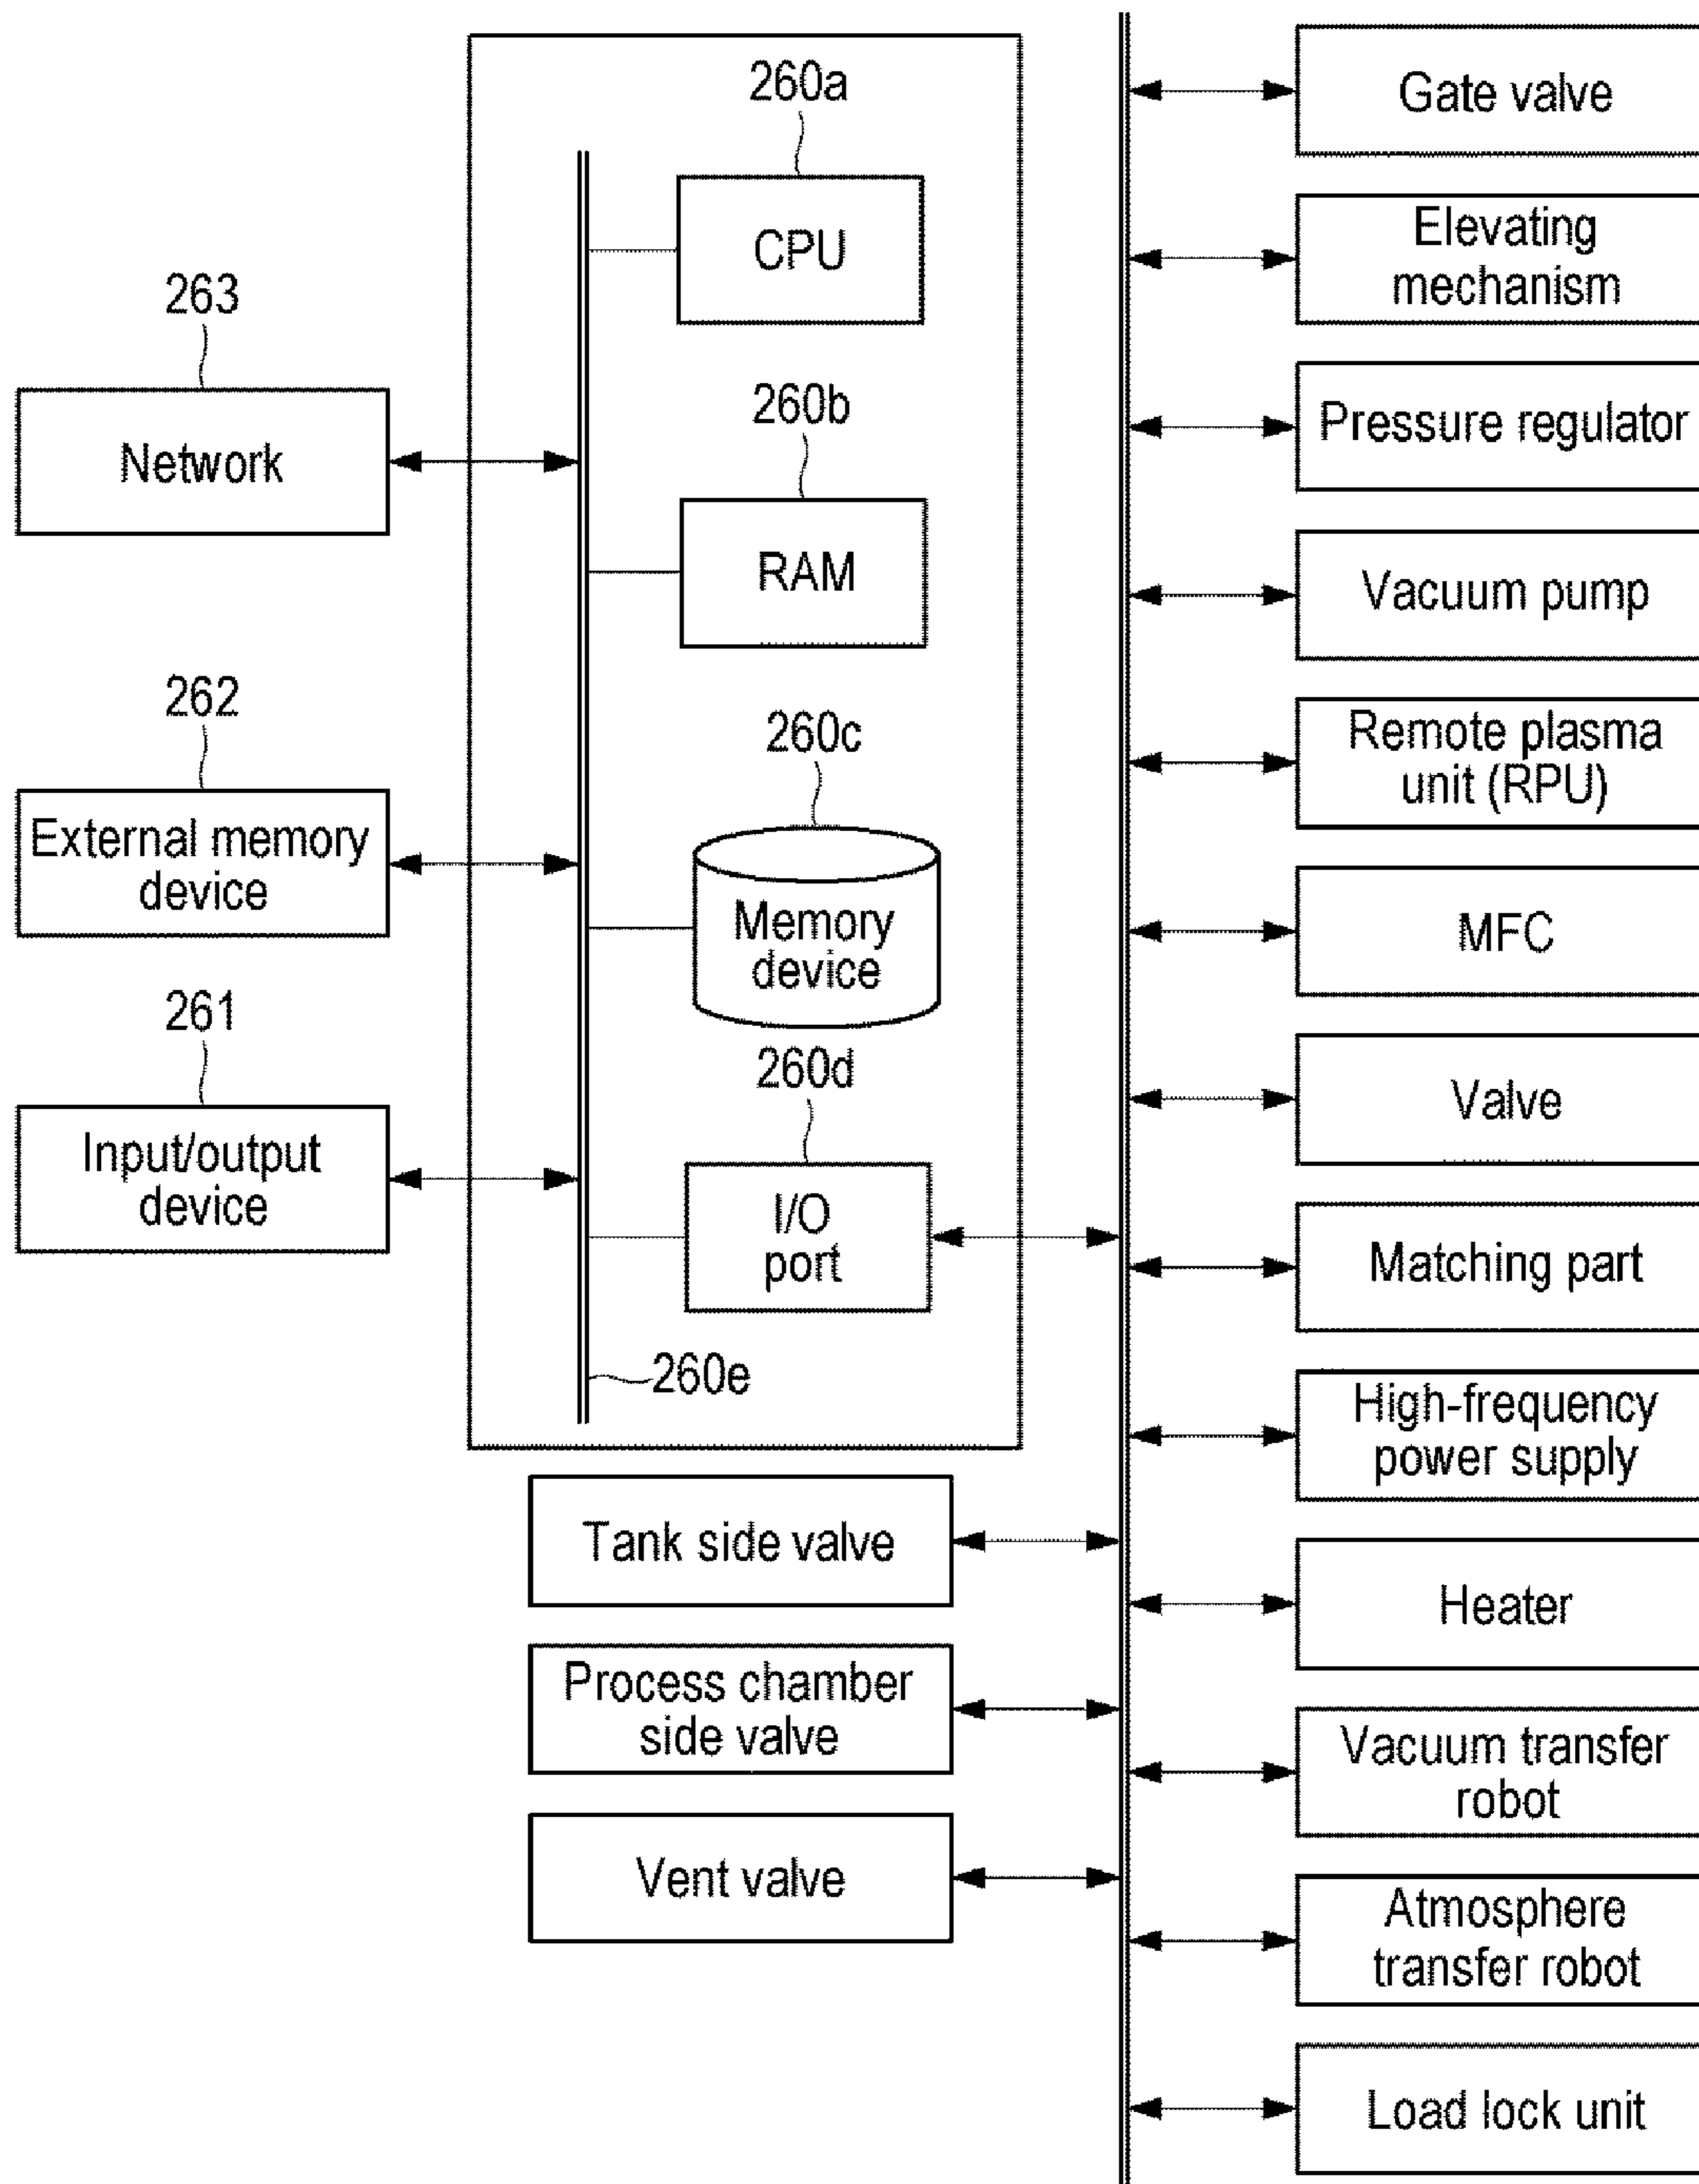 263
Network
262
External memory
device
261
Input/output
device
260a
CPU
260b
RAM
260c
Memory
device
260d
I/O
port
260e
Tank side valve
Process chamber
side valve
Vent valve
Gate valve
Elevating
mechanism
Pressure regulator
Vacuum pump
Remote plasma
unit (RPU)
MFC
Valve
Matching part
High-frequency
power supply
Heater
Vacuum transfer
robot
Atmosphere
transfer robot
Load lock unit